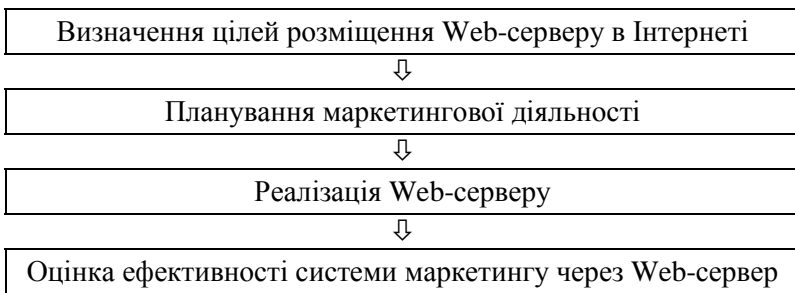 Визначення цілей розміщення Web-серверу в Інтернеті
⇩
Планування маркетингової діяльності
⇩
Реалізація Web-серверу
⇩
Оцінка ефективності системи маркетингу через Web-сервер